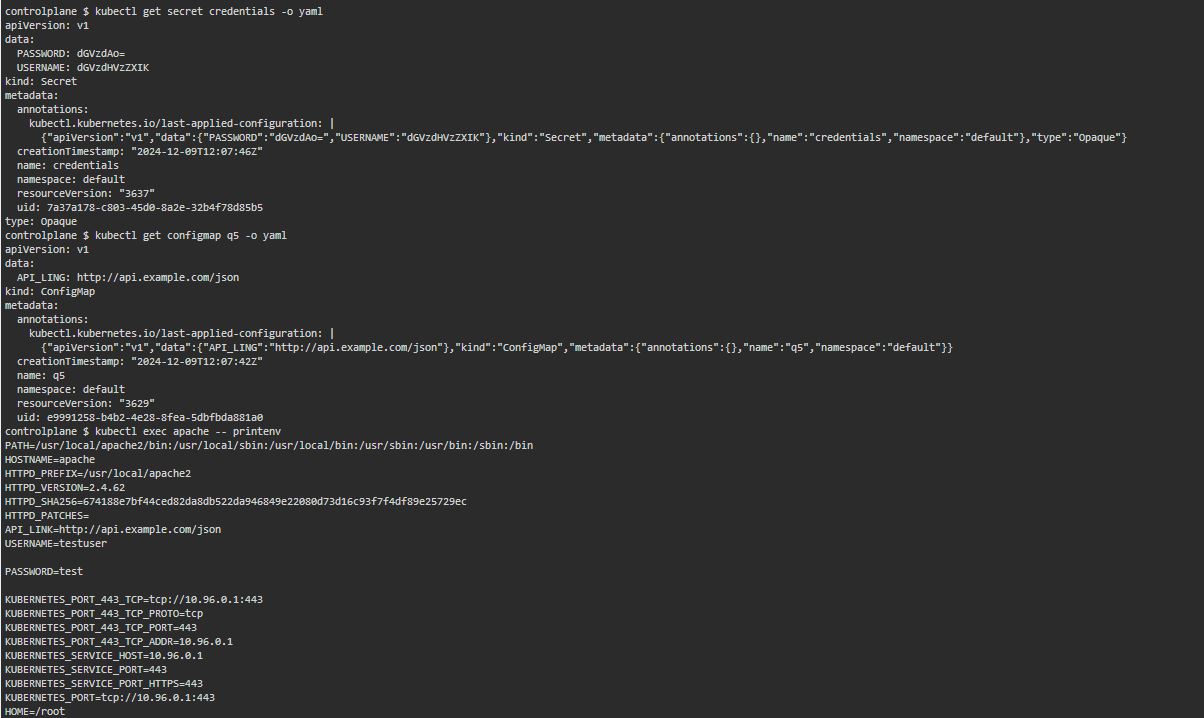 controlplane $ kubectl get secret credentials -o yaml
apiVersion: v1
data:
  PASSWORD: dGVzdAo=
  USERNAME: dGVzdHVzZXIK
kind: Secret
metadata:
  annotations:
    kubectl.kubernetes.io/last-applied-configuration: |
      {"apiVersion":"v1","data":{"PASSWORD":"dGVzdAo=","USERNAME":"dGVzdHVzZXIK"},"kind":"Secret","metadata":{"annotations":{},"name":"credentials","namespace":"default"},"type":"Opaque"}
  creationTimestamp: "2024-12-09T12:07:46Z"
  name: credentials
  namespace: default
  resourceVersion: "3637"
  uid: 7a37a178-c803-45d0-8a2e-32b4f78d85b5
type: Opaque
controlplane $ kubectl get configmap q5 -o yaml
apiVersion: v1
data:
  API_LING: http://api.example.com/json
kind: ConfigMap
metadata:
  annotations:
    kubectl.kubernetes.io/last-applied-configuration: |
      {"apiVersion":"v1","data":{"API_LING":"http://api.example.com/json"},"kind":"ConfigMap","metadata":{"annotations":{},"name":"q5","namespace":"default"}}
  creationTimestamp: "2024-12-09T12:07:42Z"
  name: q5
  namespace: default
  resourceVersion: "3629"
  uid: e9991258-b4b2-4e28-8fea-5dbfbda881a0
controlplane $ kubectl exec apache -- printenv
PATH=/usr/local/apache2/bin:/usr/local/sbin:/usr/local/bin:/usr/sbin:/usr/bin:/sbin:/bin
HOSTNAME=apache
HTTPD_PREFIX=/usr/local/apache2
HTTPD_VERSION=2.4.62
HTTPD_SHA256=674188e7bf44ced82da8db522da946849e22080d73d16c93f7f4df89e25729ec
HTTPD_PATCHES=
API_LINK=http://api.example.com/json
USERNAME=testuser

PASSWORD=test

KUBERNETES_PORT_443_TCP=tcp://10.96.0.1:443
KUBERNETES_PORT_443_TCP_PROTO=tcp
KUBERNETES_PORT_443_TCP_PORT=443
KUBERNETES_PORT_443_TCP_ADDR=10.96.0.1
KUBERNETES_SERVICE_HOST=10.96.0.1
KUBERNETES_SERVICE_PORT=443
KUBERNETES_SERVICE_PORT_HTTPS=443
KUBERNETES_PORT=tcp://10.96.0.1:443
HOME=/root